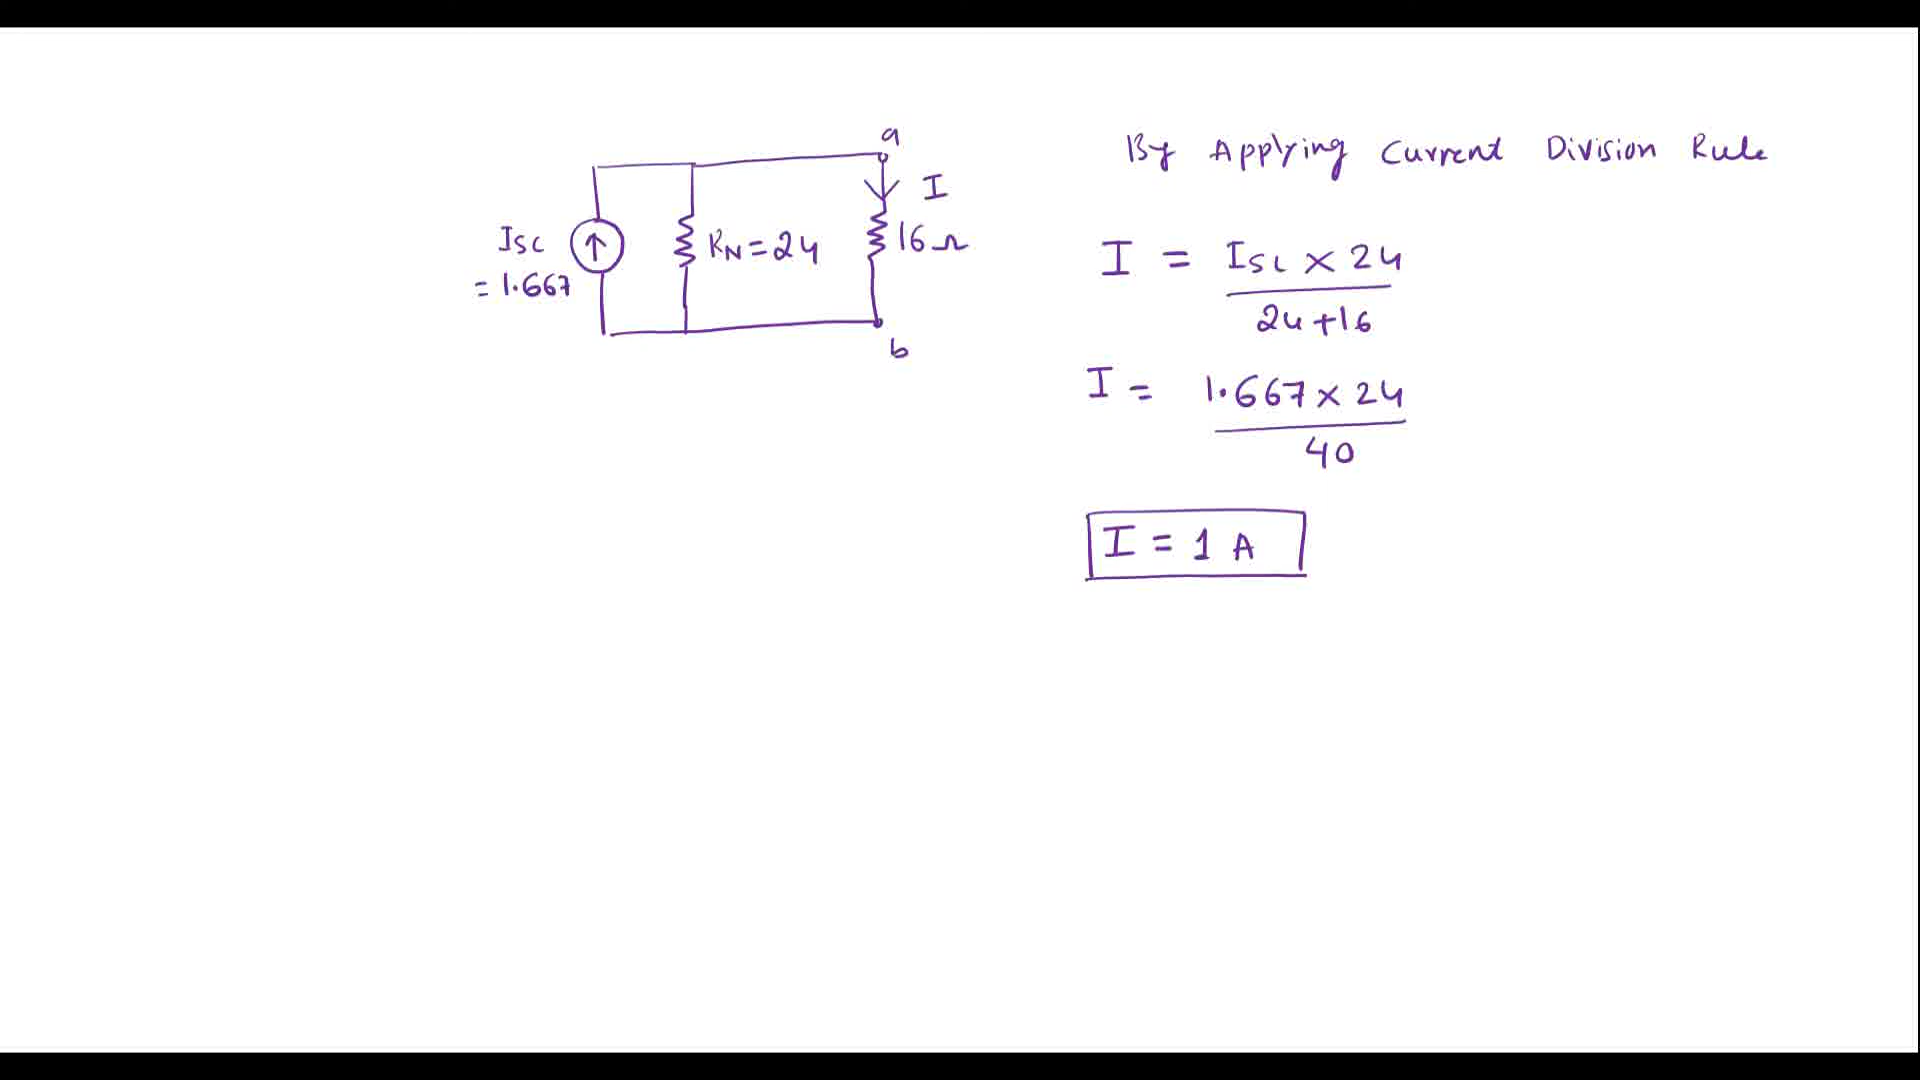 a
I
Isc
= 1.667
RN = 24
16Ω
b
By Applying Current Division Rule
I = Isc × 24
24+16
I = 1.667 × 24
40
I = 1 A